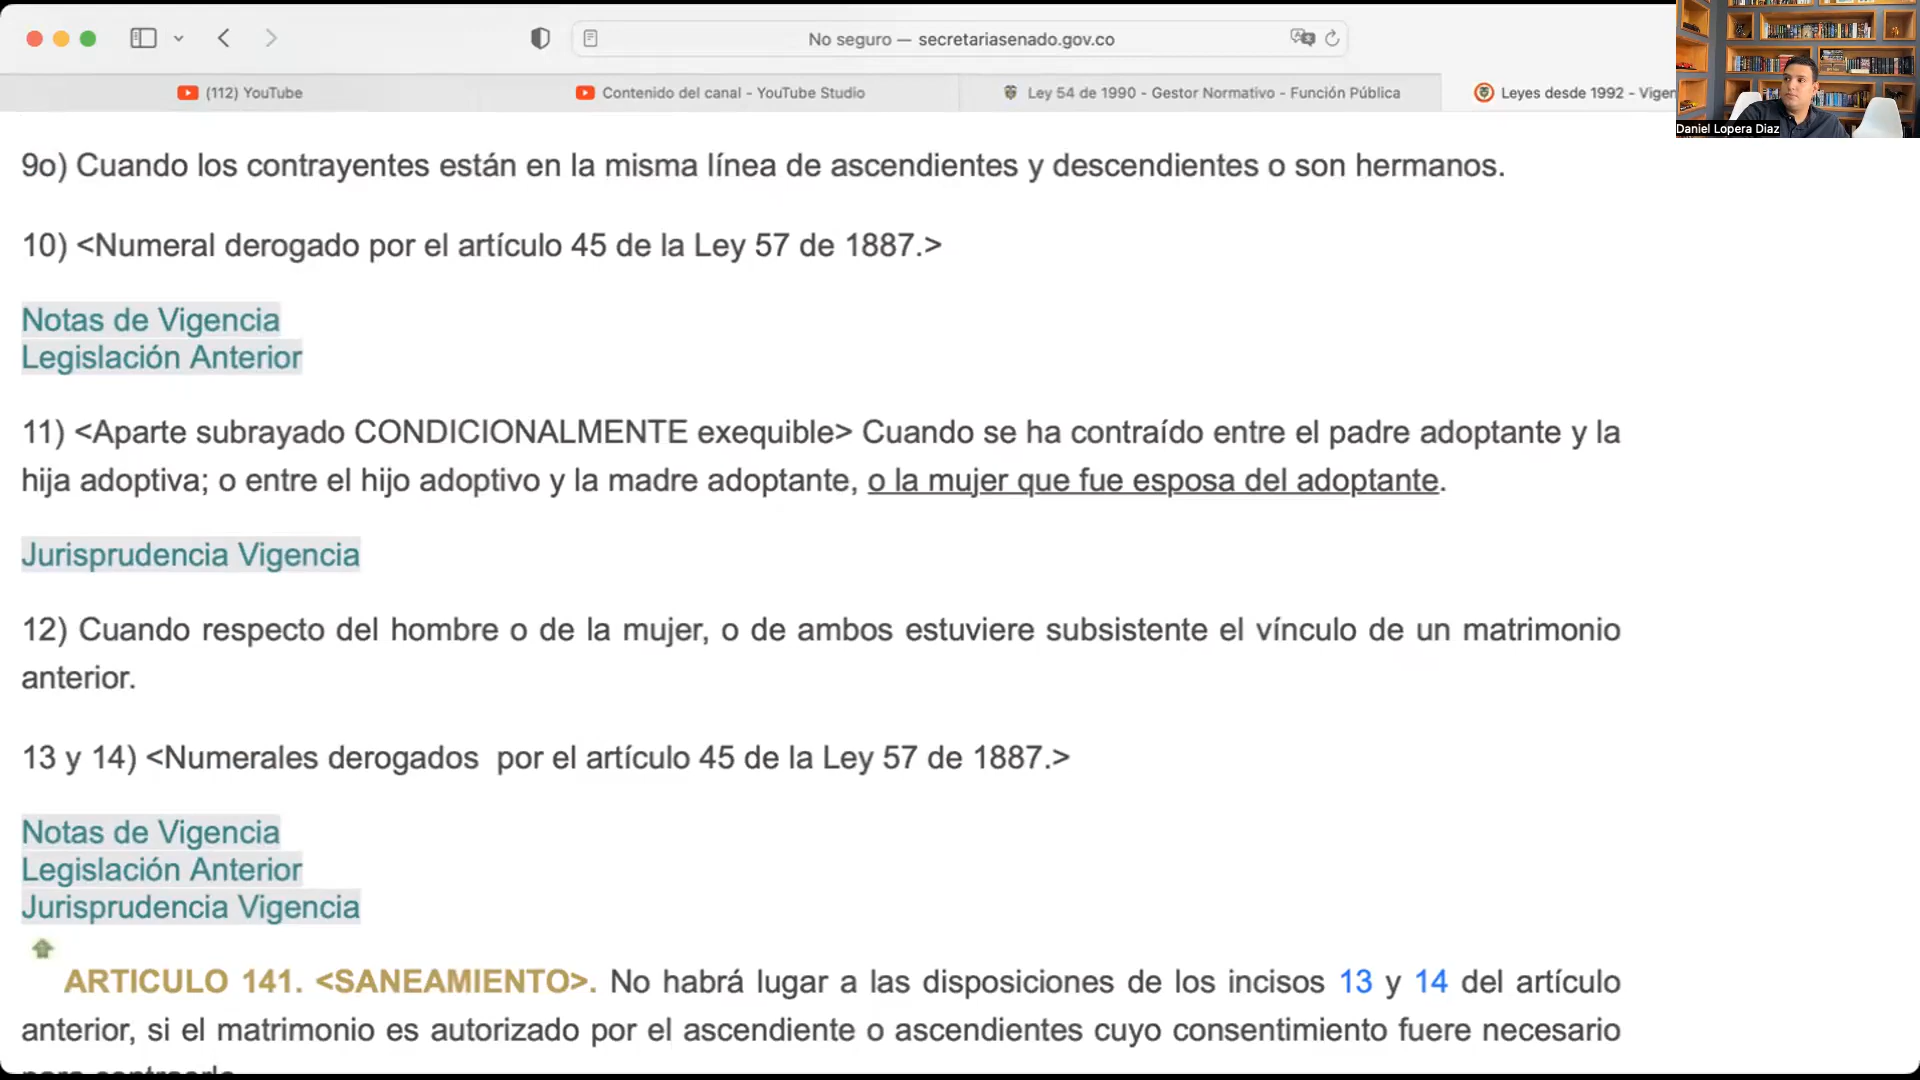 No seguro — secretariasenado.gov.co
(112) YouTube
Contenido del canal - YouTube Studio
Ley 54 de 1990 - Gestor Normativo - Función Pública
Leyes desde 1992 - Vigen
Daniel Lopera Diaz
9o) Cuando los contrayentes están en la misma línea de ascendientes y descendientes o son hermanos.
10) <Numeral derogado por el artículo 45 de la Ley 57 de 1887.>
Notas de Vigencia
Legislación Anterior
11) <Aparte subrayado CONDICIONALMENTE exequible> Cuando se ha contraído entre el padre adoptante y la
hija adoptiva; o entre el hijo adoptivo y la madre adoptante, o la mujer que fue esposa del adoptante.
Jurisprudencia Vigencia
12) Cuando respecto del hombre o de la mujer, o de ambos estuviere subsistente el vínculo de un matrimonio
anterior.
13 y 14) <Numerales derogados  por el artículo 45 de la Ley 57 de 1887.>
Notas de Vigencia
Legislación Anterior
Jurisprudencia Vigencia
ARTICULO 141. <SANEAMIENTO>. No habrá lugar a las disposiciones de los incisos 13 y 14 del artículo
anterior, si el matrimonio es autorizado por el ascendiente o ascendientes cuyo consentimiento fuere necesario